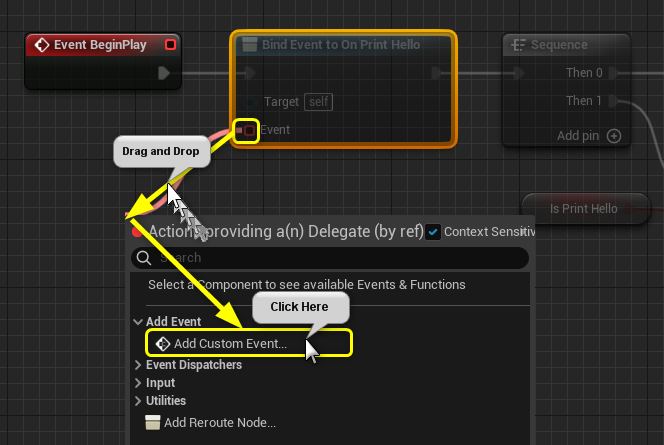 Event BeginPlay
Bind Event to On Print Hello
Sequence
Then 0
Target self
Then 1
Event
Add pin
Drag and Drop
Is Print Hello
Actions providing a(n) Delegate (by ref)
Context Sensitiv
Search
Select a Component to see available Events & Functions
Click Here
Add Event
Add Custom Event...
Event Dispatchers
Input
Utilities
Add Reroute Node...